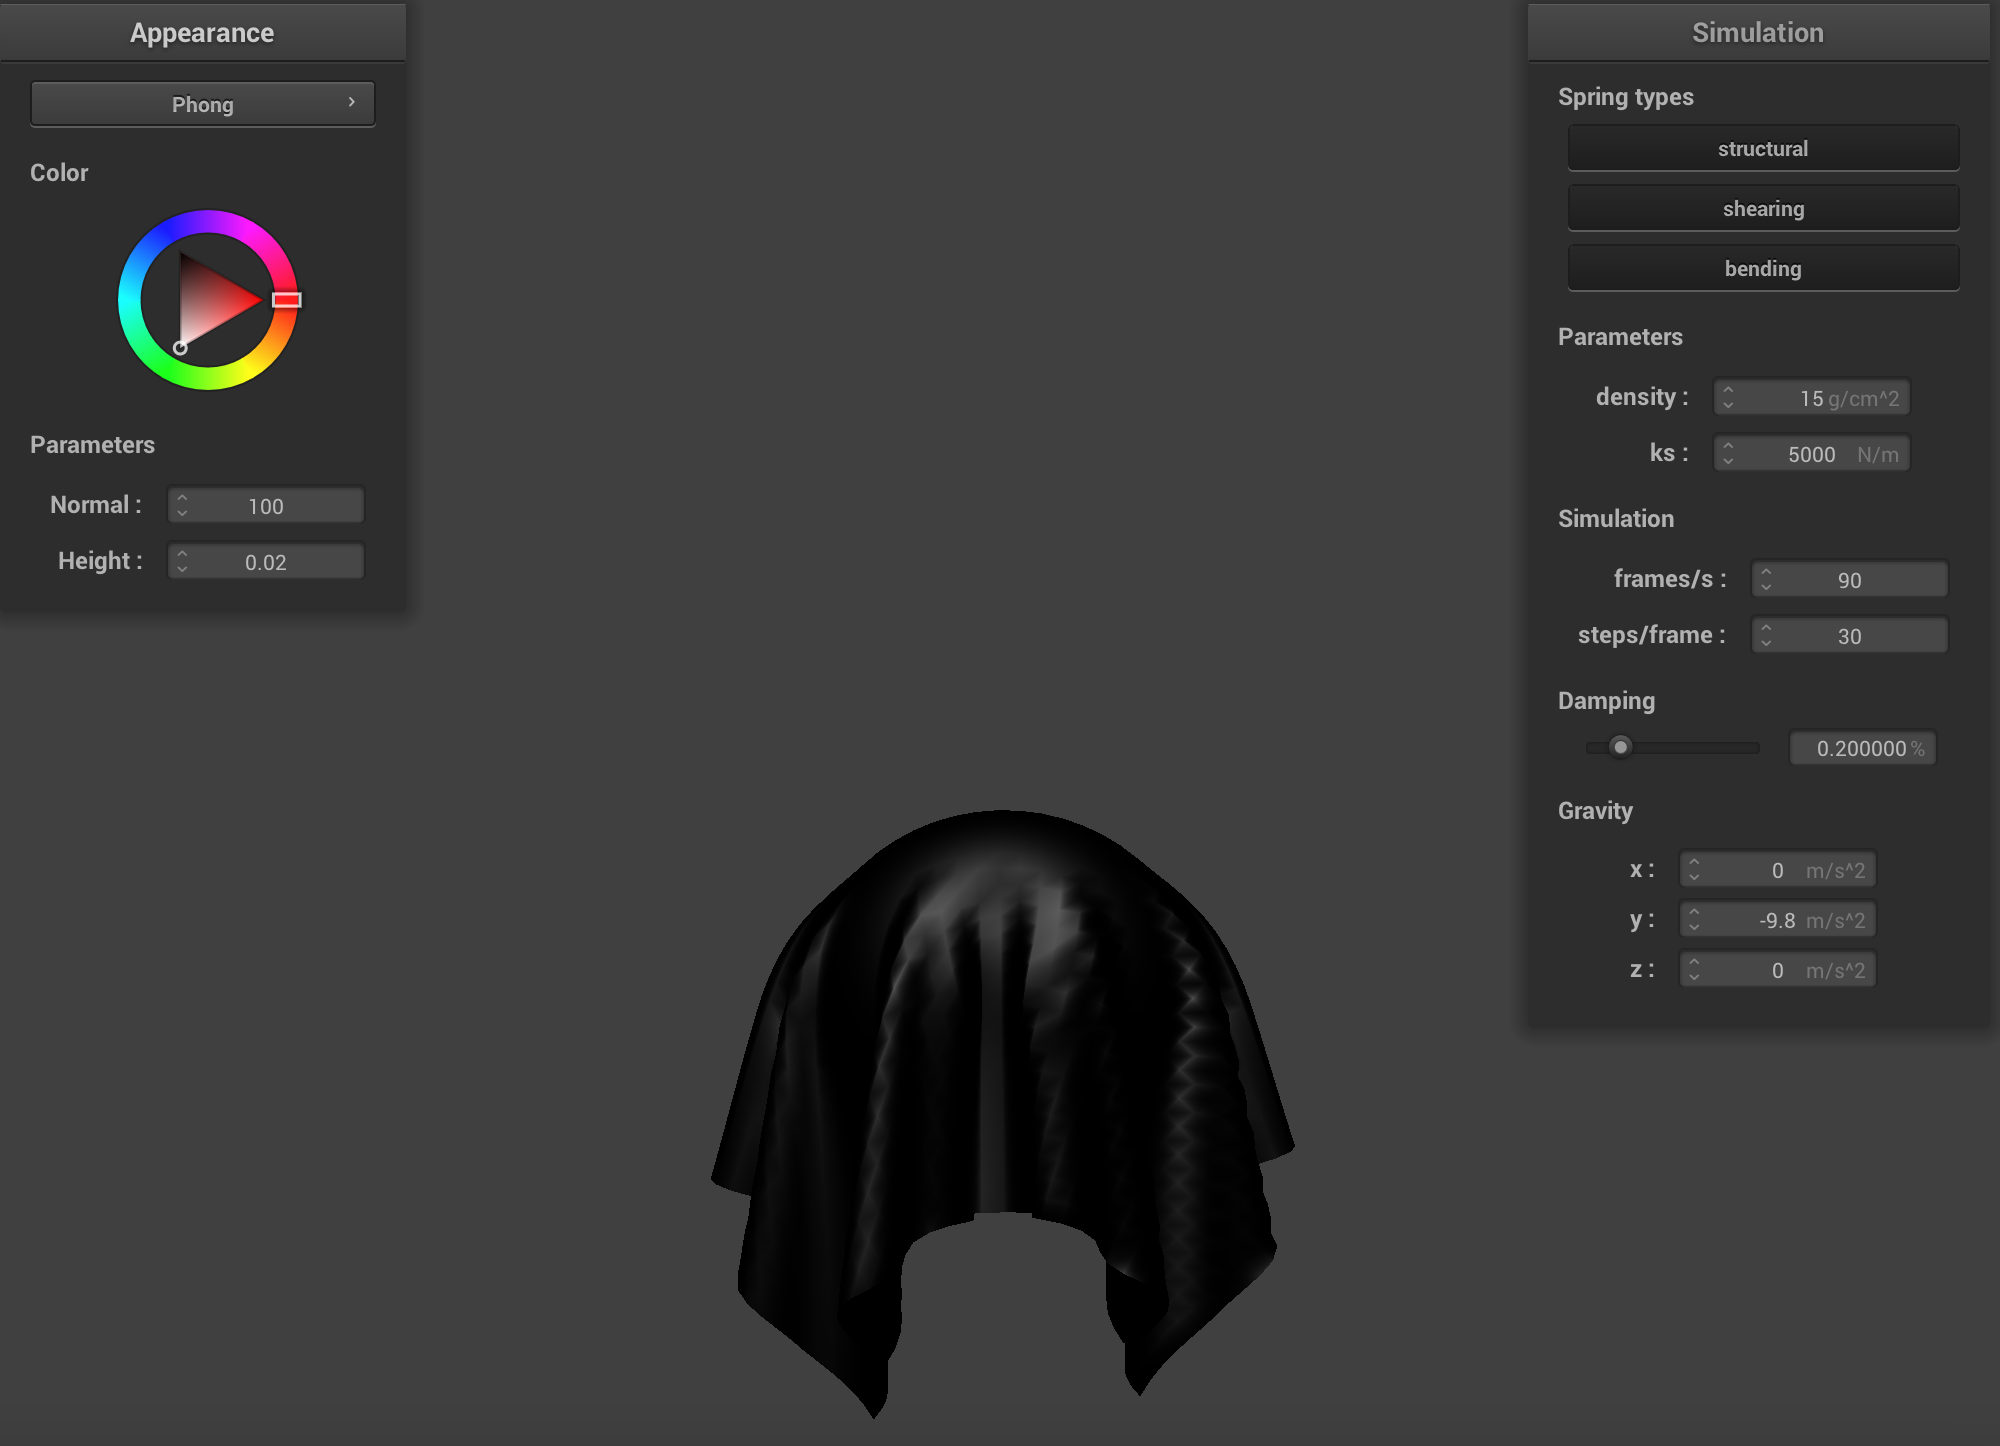 Appearance
Phong
Color
Parameters
Normal : 100
Height : 0.02
Simulation
Spring types
structural
shearing
bending
Parameters
density : 15 g/cm^2
ks : 5000 N/m
Simulation
frames/s : 90
steps/frame : 30
Damping
0.200000 %
Gravity
x : 0 m/s^2
y : -9.8 m/s^2
z : 0 m/s^2